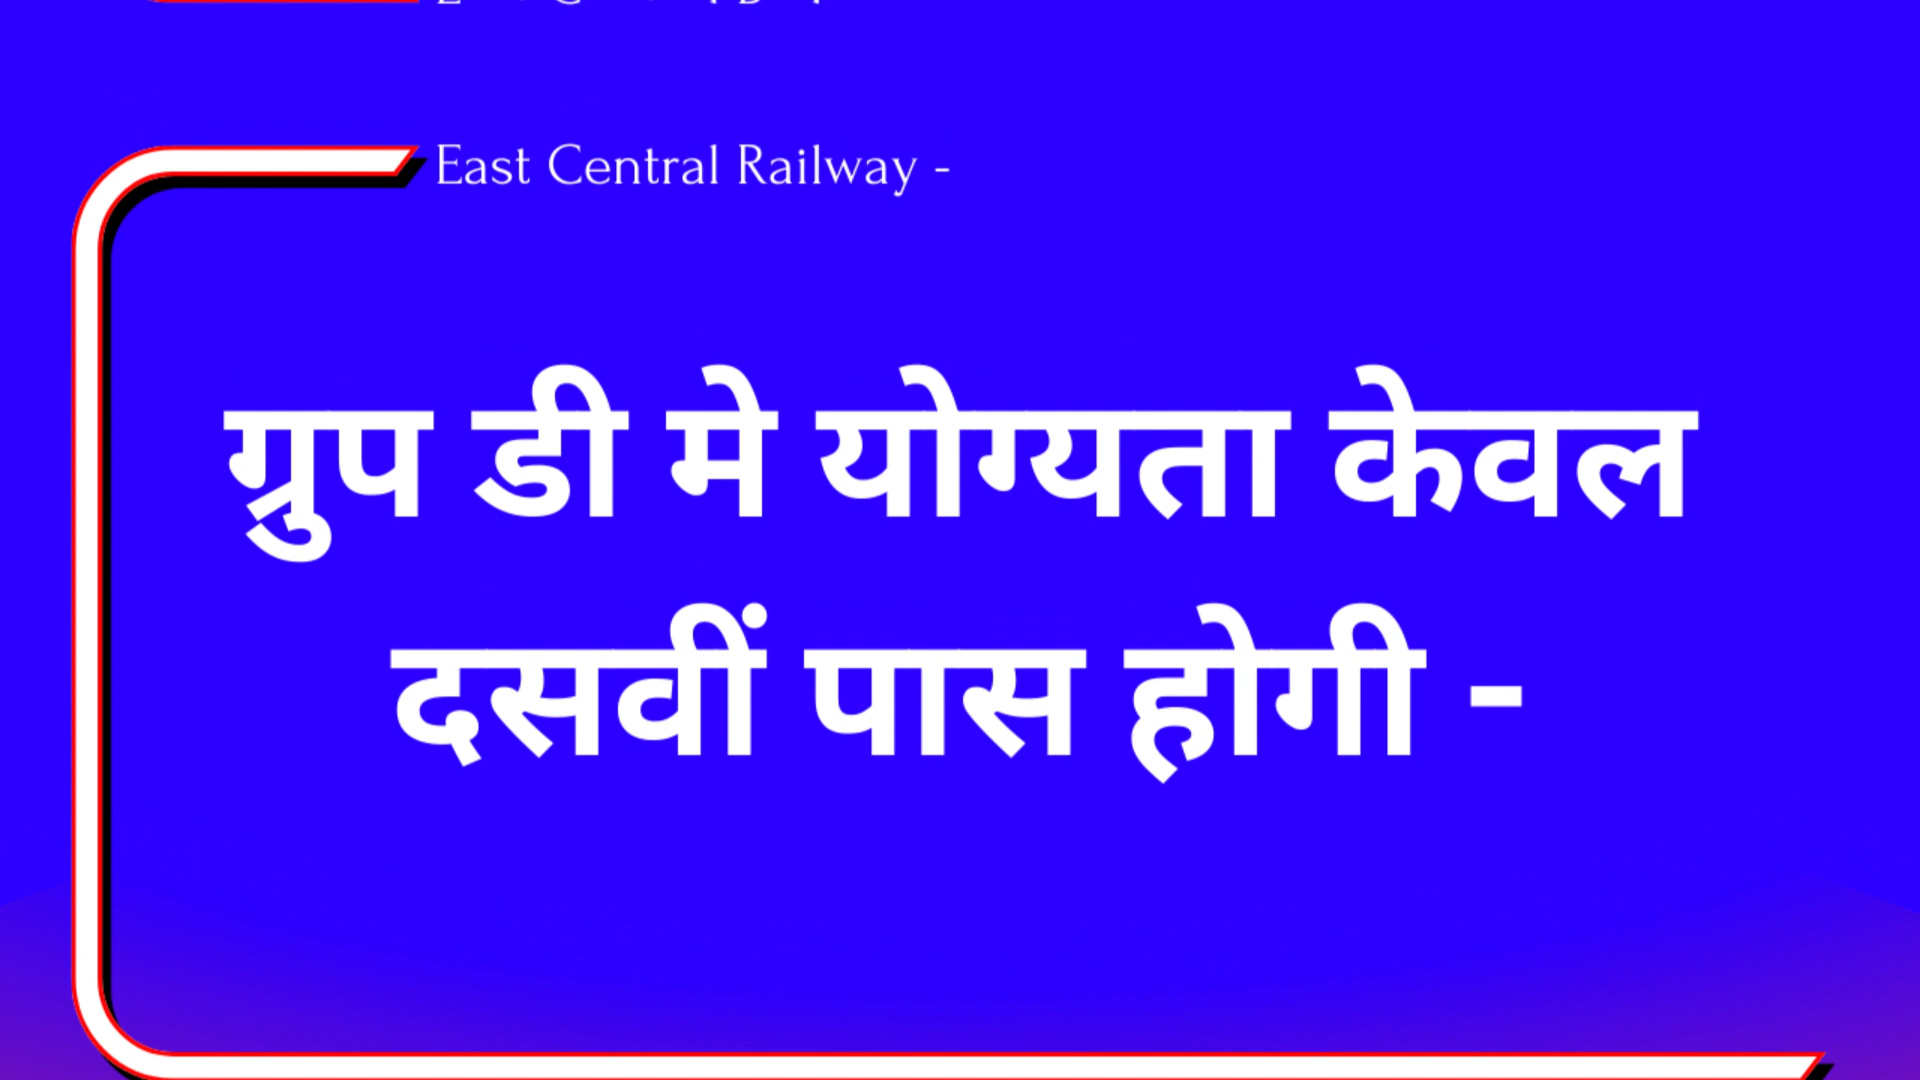 East Central Railway -
ग्रुप डी मे योग्यता केवल
दसवीं पास होगी -